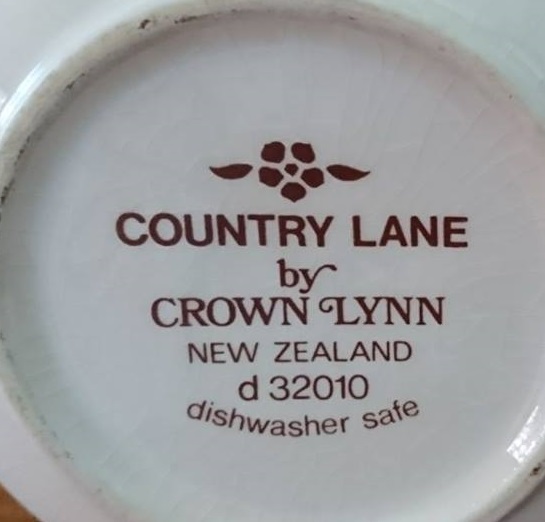 COUNTRY LANE
by
CROWN LYNN
NEW ZEALAND
d 32010
dishwasher safe